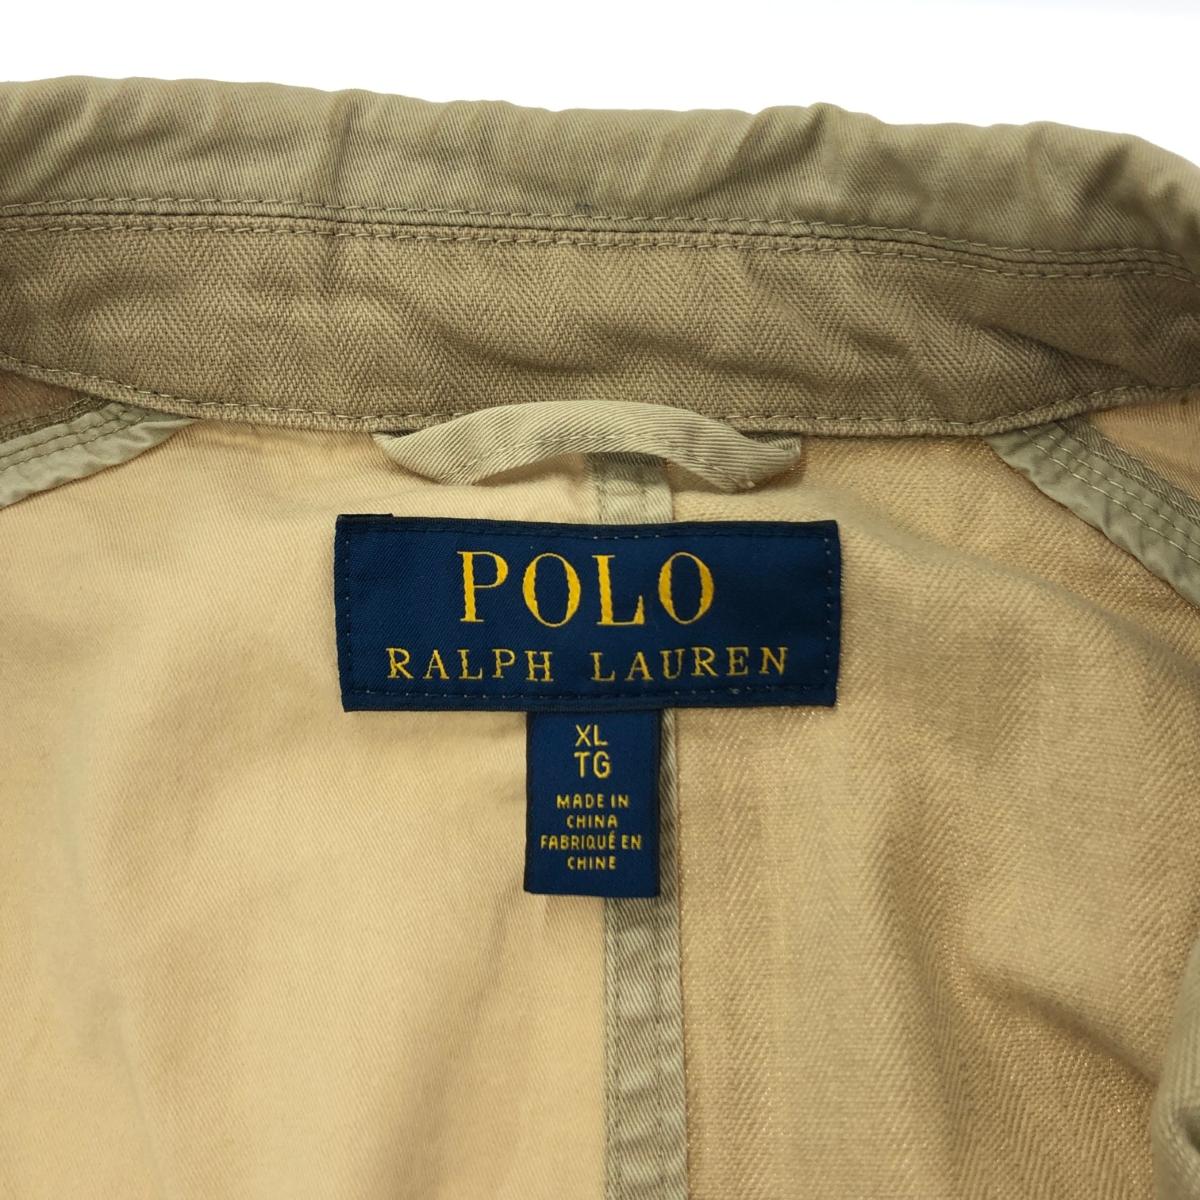 POLO
RALPH LAUREN
XL
TG
MADE IN
CHINA
FABRIQUÉ EN
CHINE